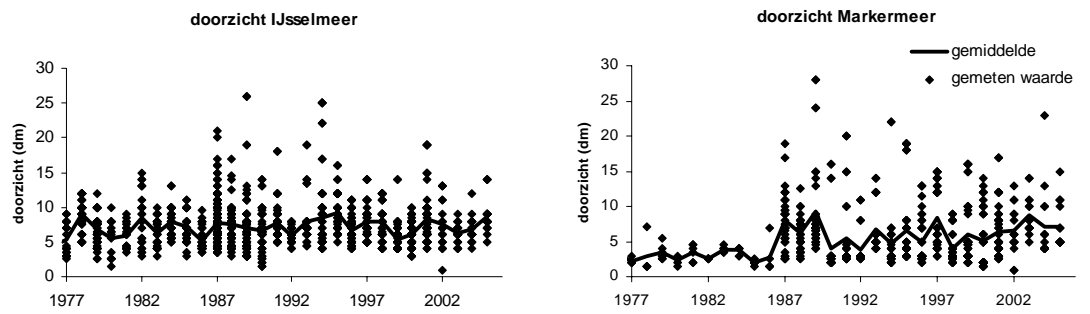 doorzicht IJsselmeer
doorzicht (dm)
30
25
20
15
10
5
0
1977 1982 1987 1992 1997 2002
doorzicht Markermeer
gemiddelde
gemeten waarde
doorzicht (dm)
30
25
20
15
10
5
0
1977 1982 1987 1992 1997 2002